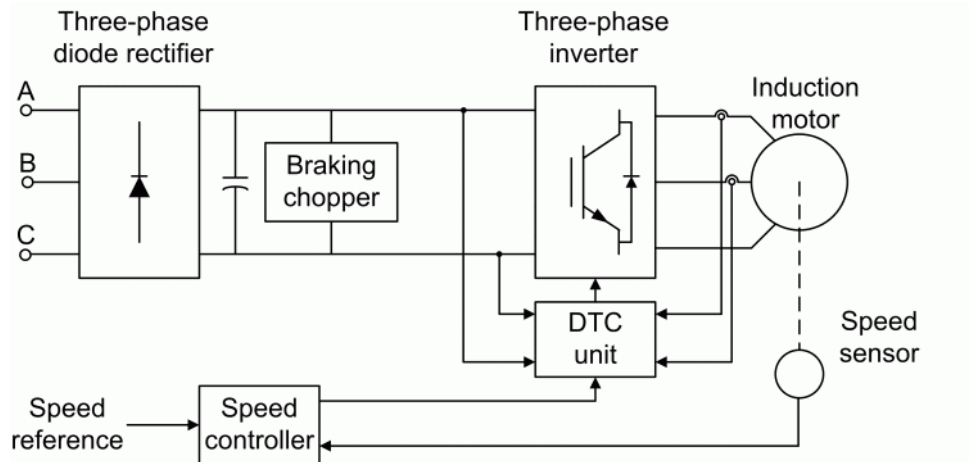 Three-phase
diode rectifier
Three-phase
inverter
Induction
motor
A
B
C
Braking
chopper
DTC
unit
Speed
sensor
Speed
reference
Speed
controller